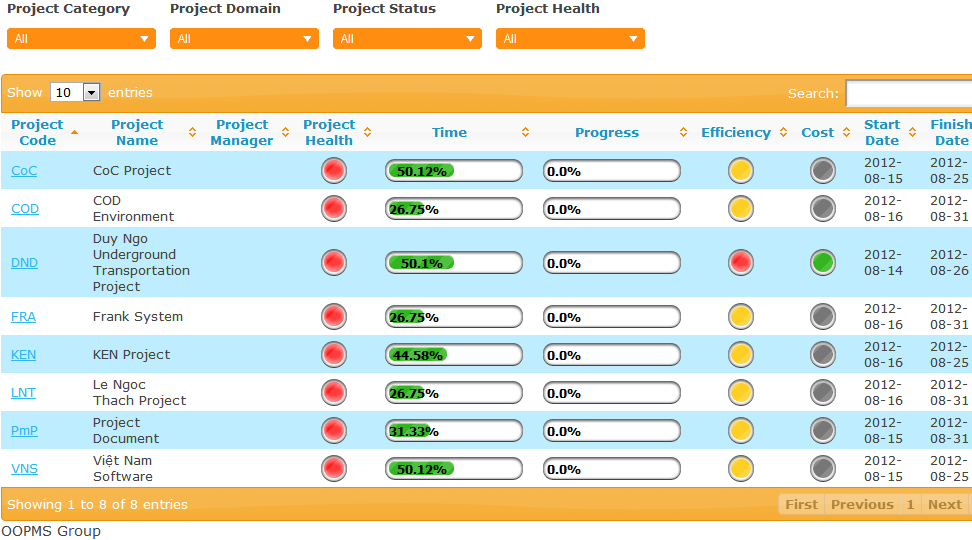 Project Category Project Domain Project Status Project Health
All All All All
Show 10 entries Search:
Project Code Project Name Project Manager Project Health Time Progress Efficiency Cost Start Date Finish Date
CoC CoC Project 50.12% 0.0% 2012-08-15 2012-08-25
COD COD Environment 26.75% 0.0% 2012-08-16 2012-08-31
DND Duy Ngo Underground Transportation Project 50.1% 0.0% 2012-08-14 2012-08-26
FRA Frank System 26.75% 0.0% 2012-08-16 2012-08-31
KEN KEN Project 44.58% 0.0% 2012-08-16 2012-08-25
LNT Le Ngoc Thach Project 26.75% 0.0% 2012-08-16 2012-08-31
PmP Project Document 31.33% 0.0% 2012-08-15 2012-08-31
VNS Việt Nam Software 50.12% 0.0% 2012-08-15 2012-08-25
Showing 1 to 8 of 8 entries First Previous 1 Next
OOPMS Group